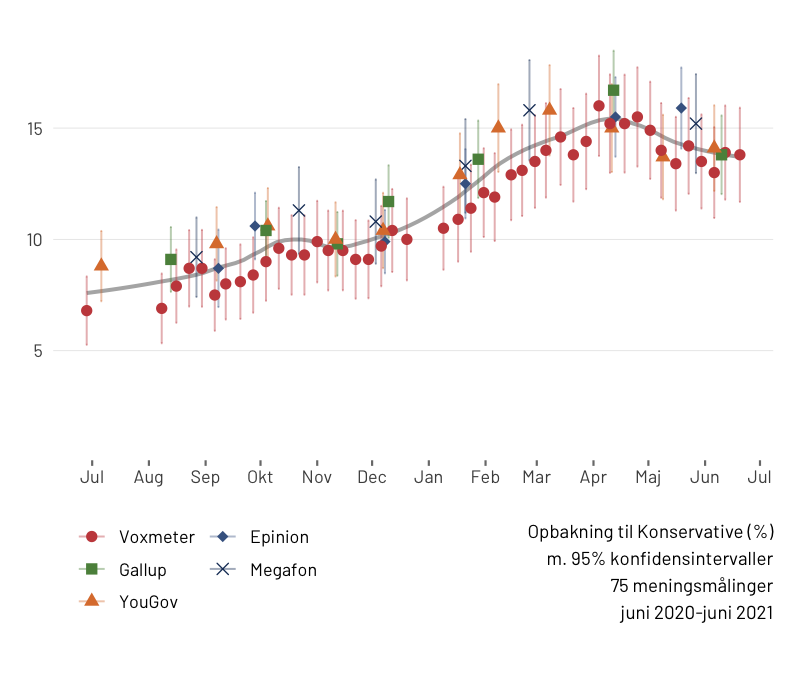 15
10
5
Jul Aug Sep Okt Nov Dec Jan Feb Mar Apr Maj Jun Jul
Voxmeter Epinion
Gallup Megafon
YouGov
Opbakning til Konservative (%)
m. 95% konfidensintervaller
75 meningsmålinger
juni 2020-juni 2021